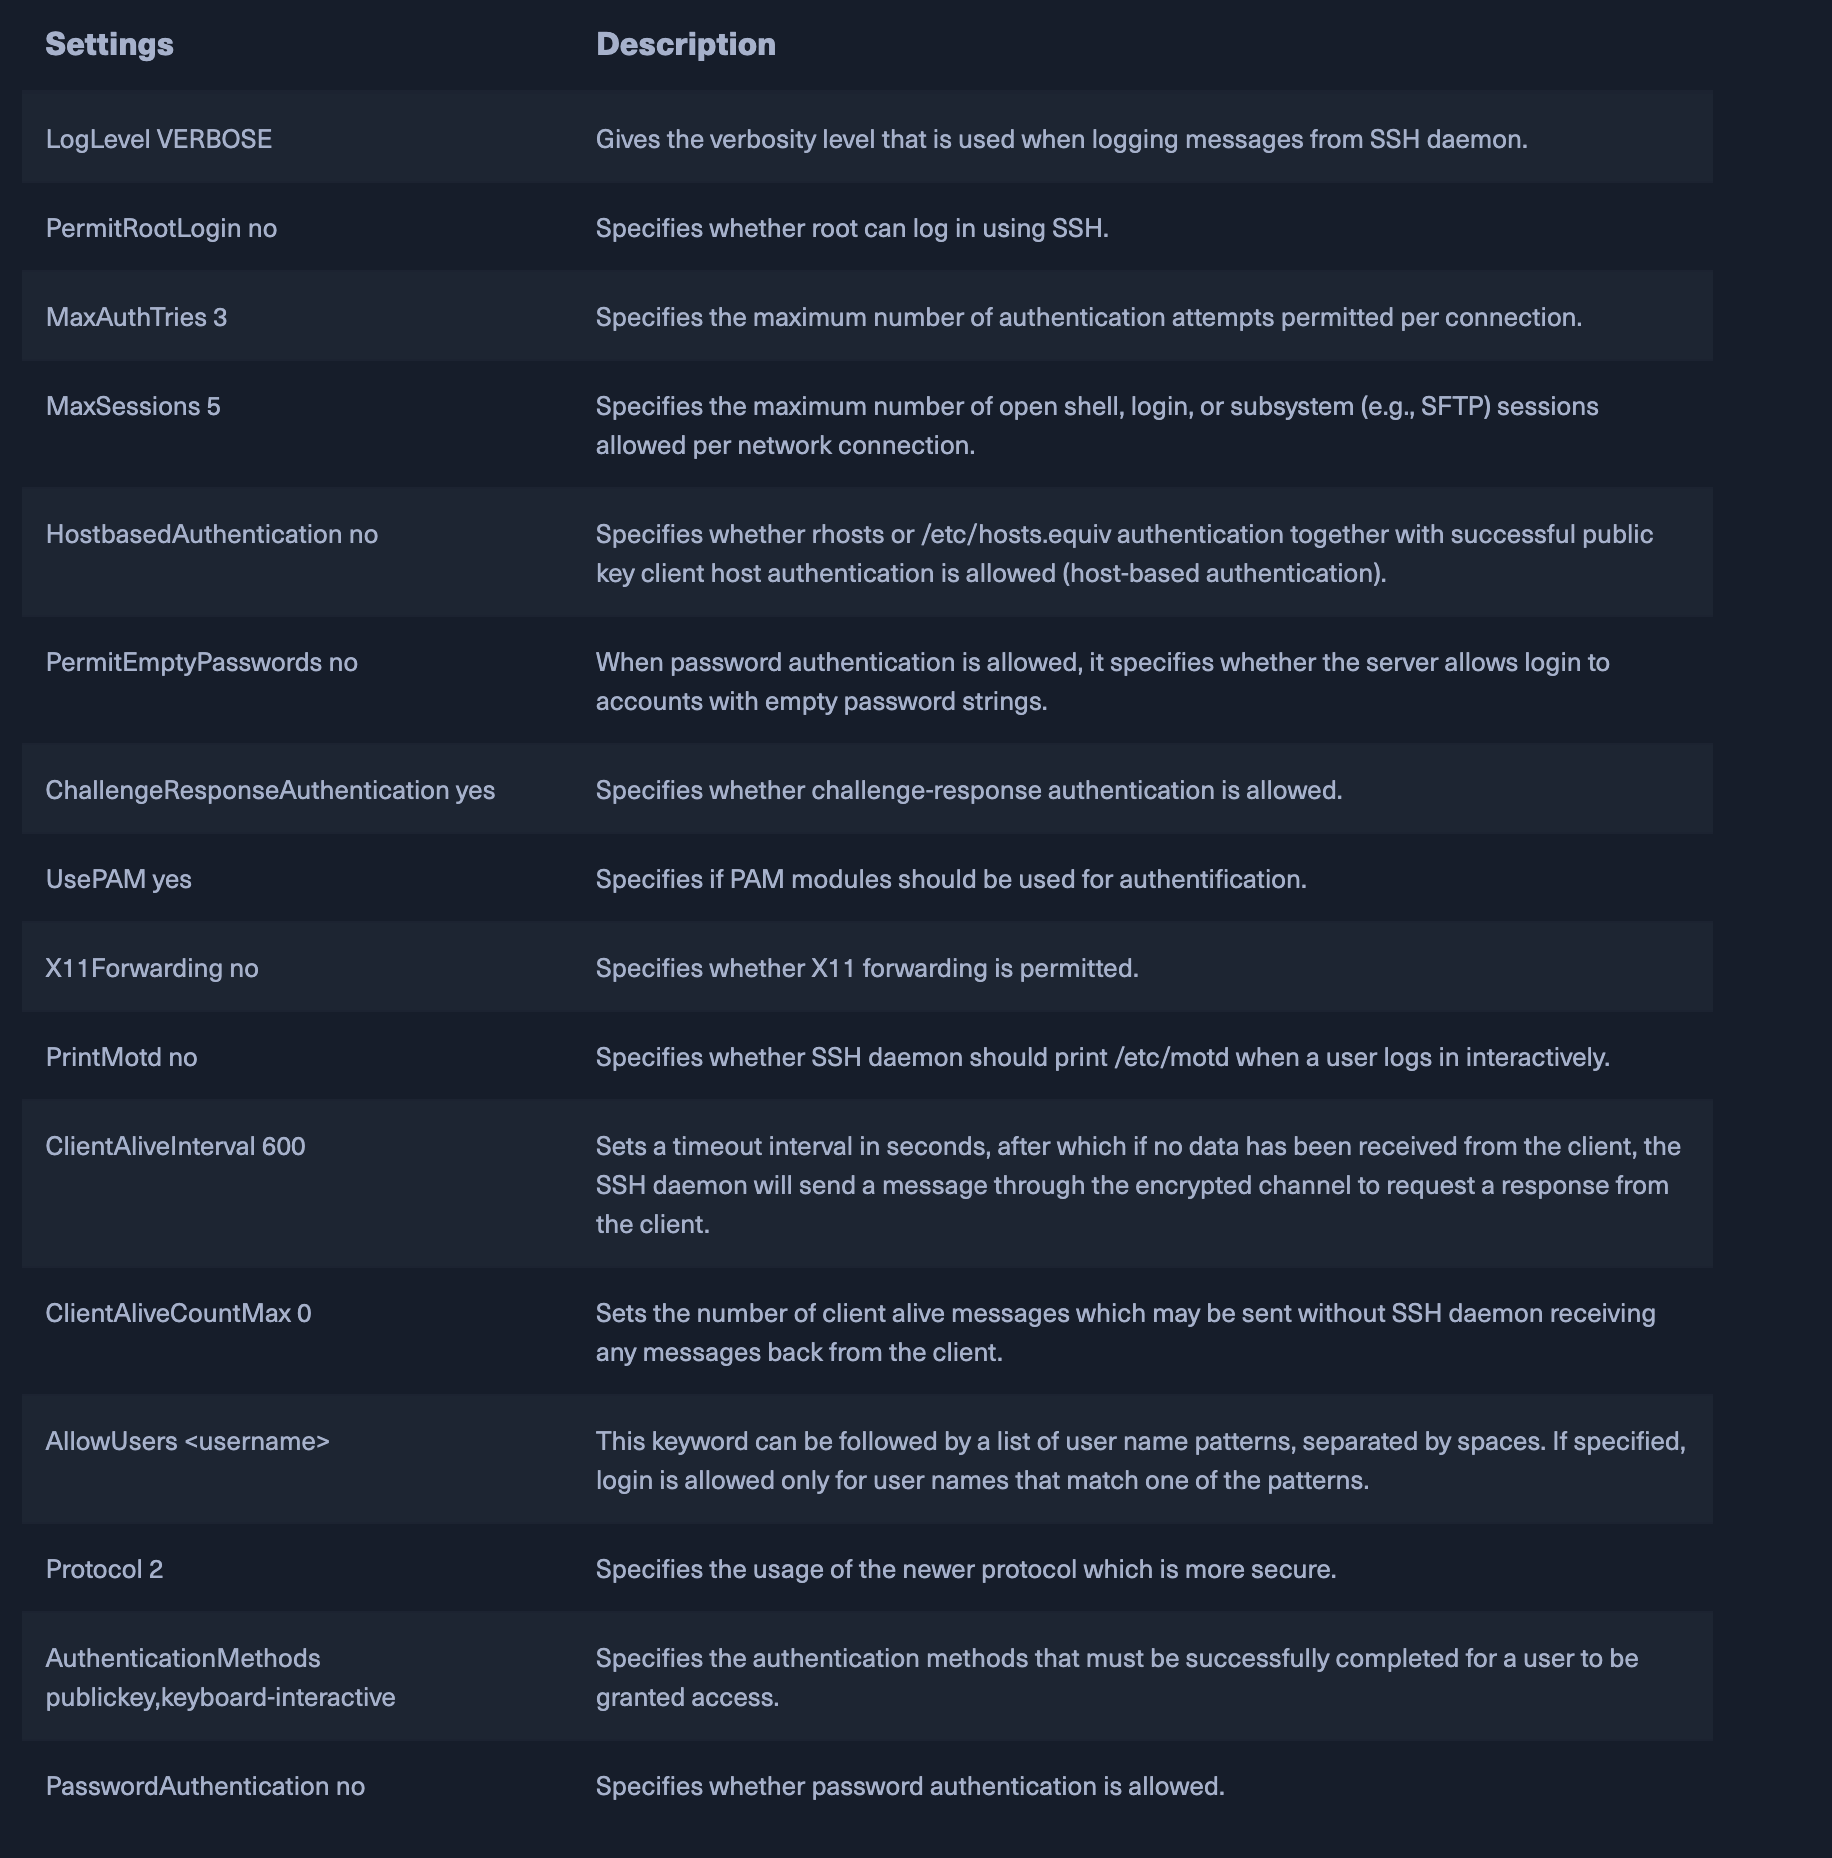 Settings Description
LogLevel VERBOSE Gives the verbosity level that is used when logging messages from SSH daemon.
PermitRootLogin no Specifies whether root can log in using SSH.
MaxAuthTries 3 Specifies the maximum number of authentication attempts permitted per connection.
MaxSessions 5 Specifies the maximum number of open shell, login, or subsystem (e.g., SFTP) sessions
allowed per network connection.
HostbasedAuthentication no Specifies whether rhosts or /etc/hosts.equiv authentication together with successful public
key client host authentication is allowed (host-based authentication).
PermitEmptyPasswords no When password authentication is allowed, it specifies whether the server allows login to
accounts with empty password strings.
ChallengeResponseAuthentication yes Specifies whether challenge-response authentication is allowed.
UsePAM yes Specifies if PAM modules should be used for authentification.
X11Forwarding no Specifies whether X11 forwarding is permitted.
PrintMotd no Specifies whether SSH daemon should print /etc/motd when a user logs in interactively.
ClientAliveInterval 600 Sets a timeout interval in seconds, after which if no data has been received from the client, the
SSH daemon will send a message through the encrypted channel to request a response from
the client.
ClientAliveCountMax 0 Sets the number of client alive messages which may be sent without SSH daemon receiving
any messages back from the client.
AllowUsers <username> This keyword can be followed by a list of user name patterns, separated by spaces. If specified,
login is allowed only for user names that match one of the patterns.
Protocol 2 Specifies the usage of the newer protocol which is more secure.
AuthenticationMethods Specifies the authentication methods that must be successfully completed for a user to be
publickey,keyboard-interactive granted access.
PasswordAuthentication no Specifies whether password authentication is allowed.